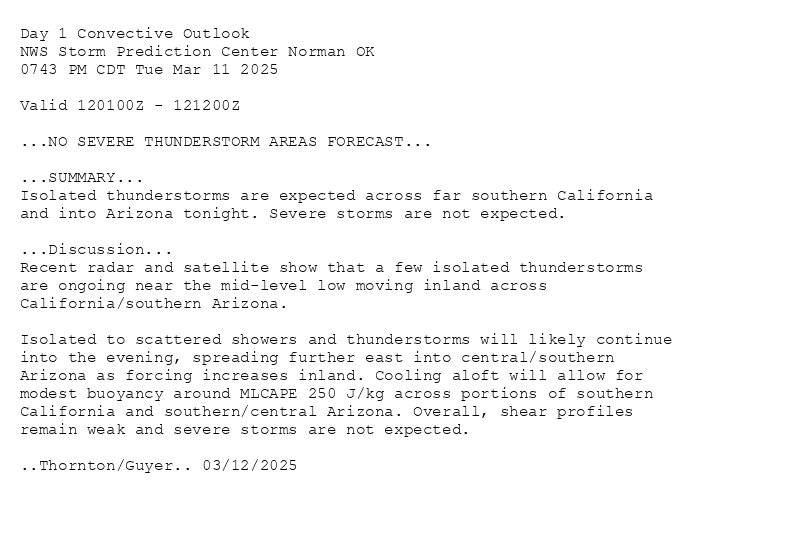 Day 1 Convective Outlook
NWS Storm Prediction Center Norman OK
0743 PM CDT Tue Mar 11 2025
Valid 120100Z - 121200Z
...NO SEVERE THUNDERSTORM AREAS FORECAST...
...SUMMARY...
Isolated thunderstorms are expected across far southern California
and into Arizona tonight. Severe storms are not expected.
...Discussion...
Recent radar and satellite show that a few isolated thunderstorms
are ongoing near the mid-level low moving inland across
California/southern Arizona.
Isolated to scattered showers and thunderstorms will likely continue
into the evening, spreading further east into central/southern
Arizona as forcing increases inland. Cooling aloft will allow for
modest buoyancy around MLCAPE 250 J/kg across portions of southern
California and southern/central Arizona. Overall, shear profiles
remain weak and severe storms are not expected.
..Thornton/Guyer.. 03/12/2025